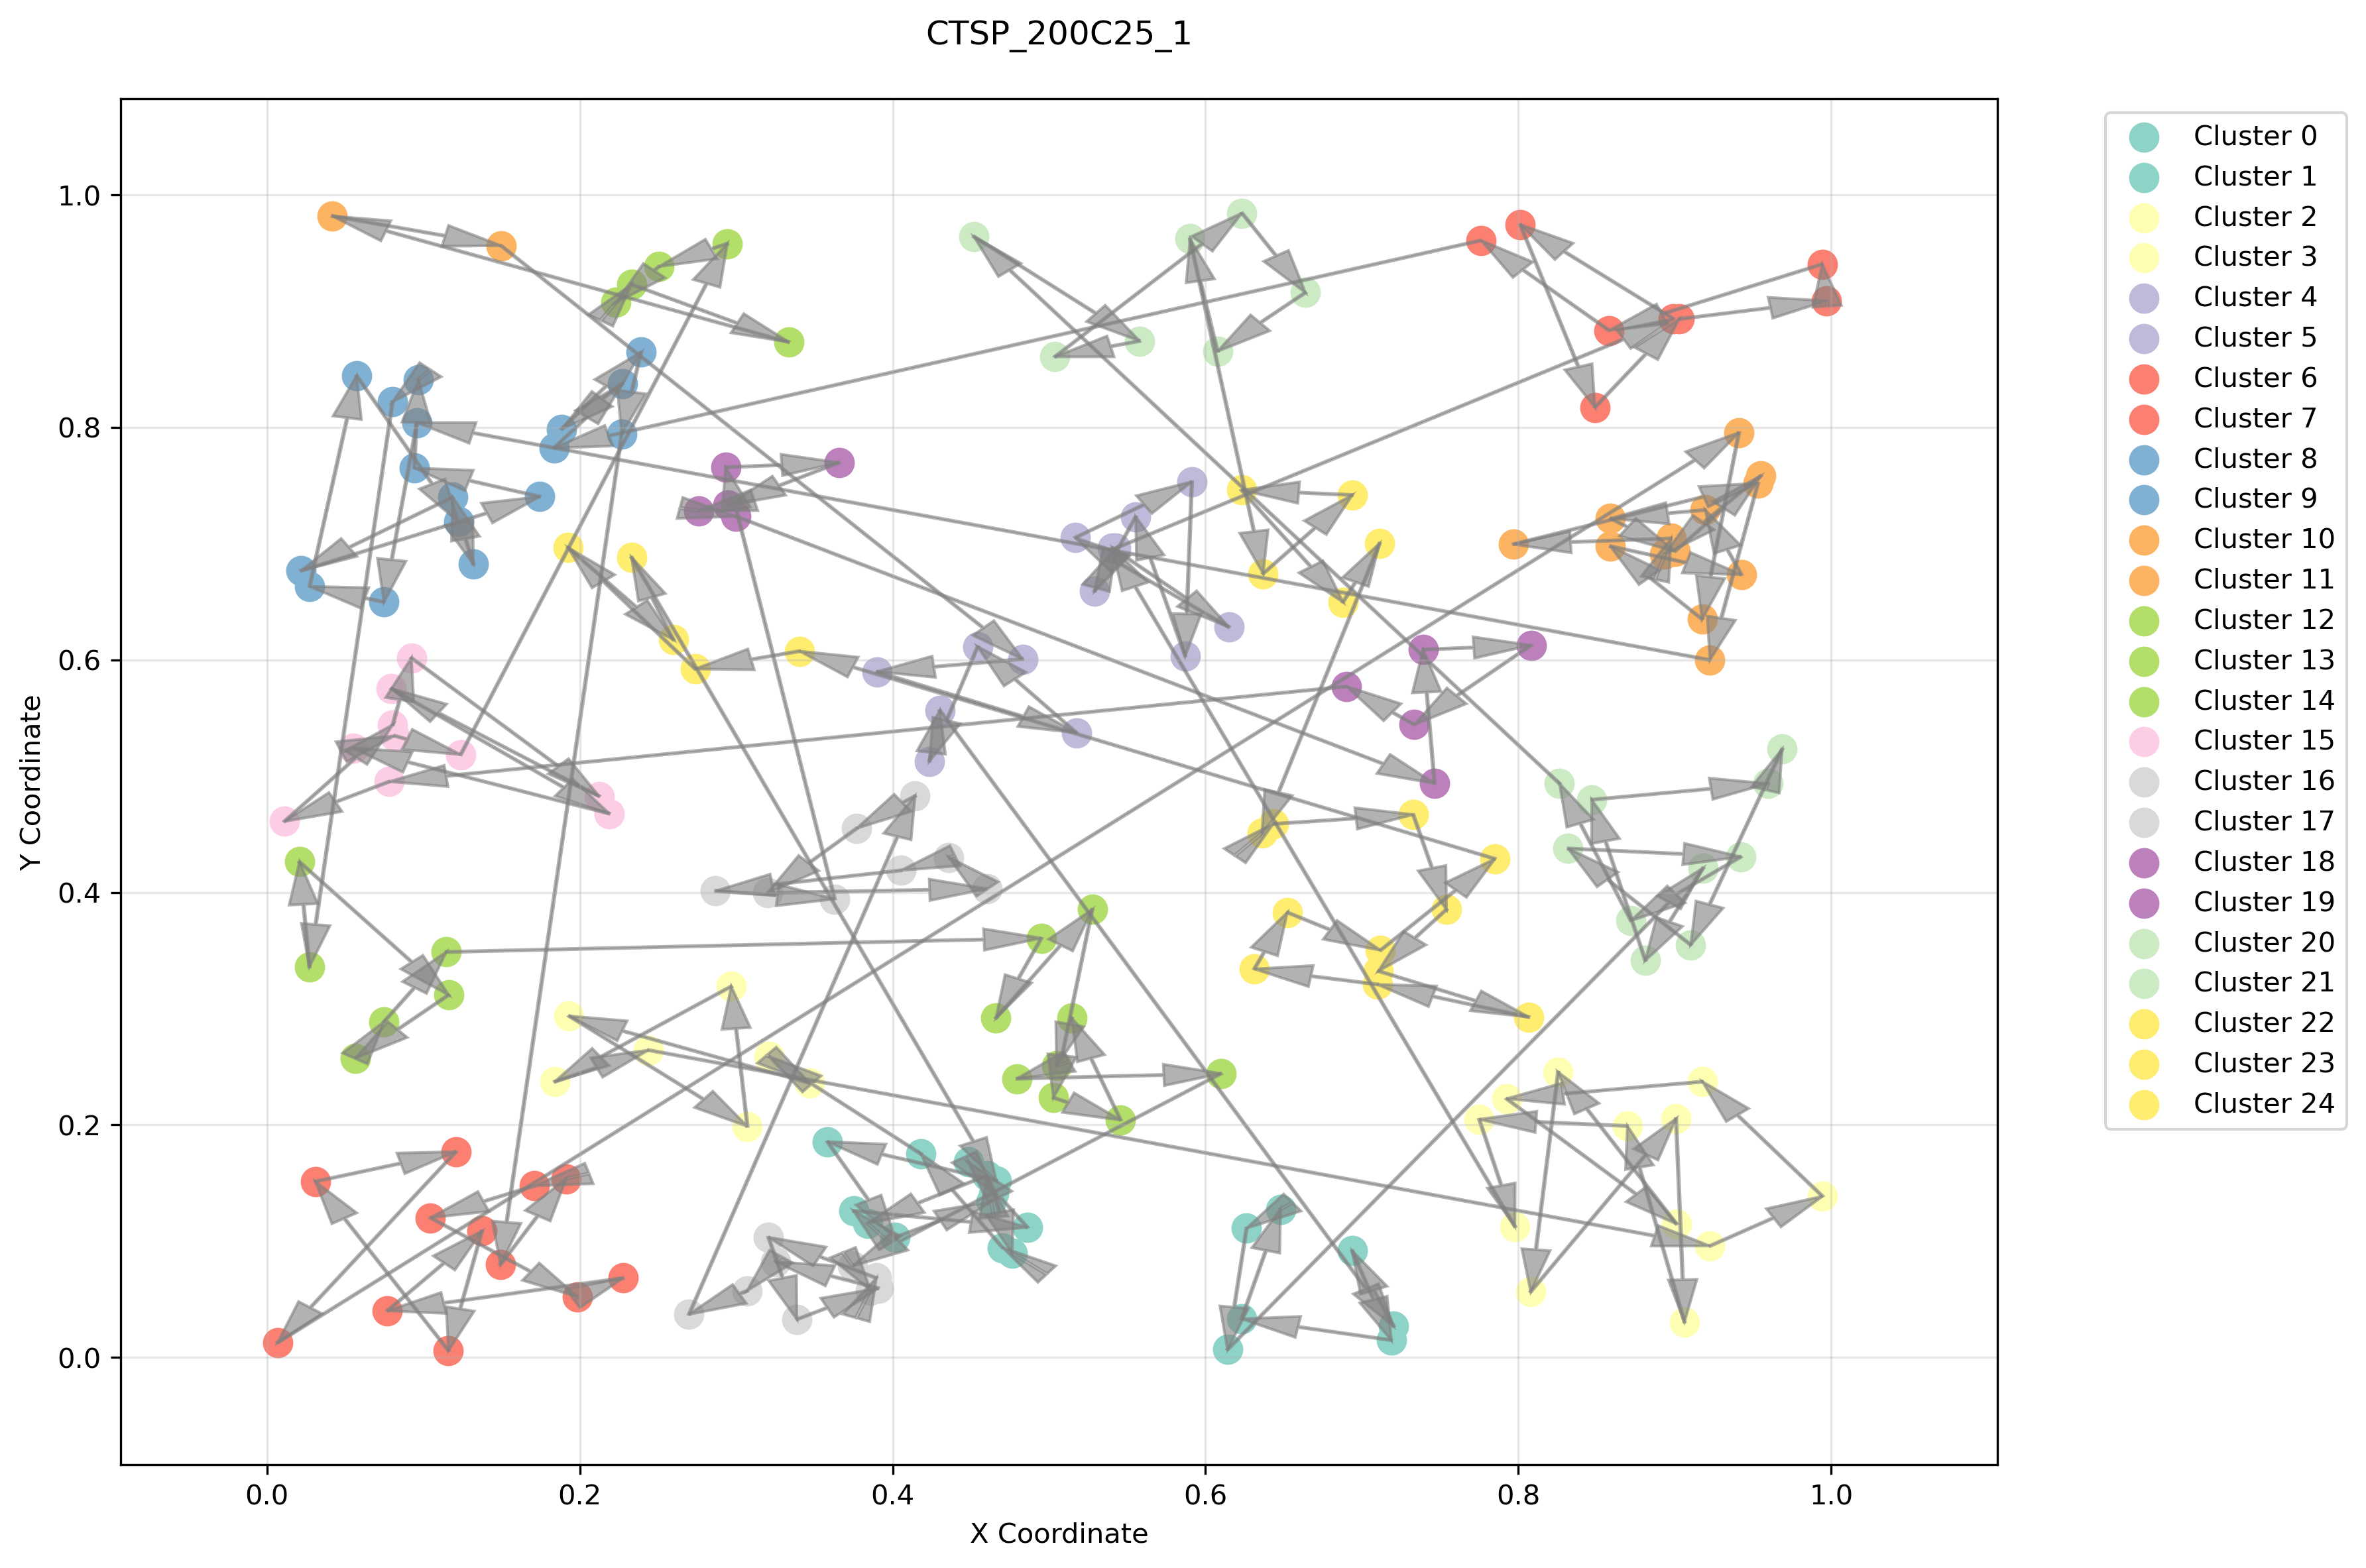 CTSP_200C25_1
Y Coordinate
1.0
0.8
0.6
0.4
0.2
0.0
0.0 0.2 0.4 0.6 0.8 1.0
X Coordinate
Cluster 0
Cluster 1
Cluster 2
Cluster 3
Cluster 4
Cluster 5
Cluster 6
Cluster 7
Cluster 8
Cluster 9
Cluster 10
Cluster 11
Cluster 12
Cluster 13
Cluster 14
Cluster 15
Cluster 16
Cluster 17
Cluster 18
Cluster 19
Cluster 20
Cluster 21
Cluster 22
Cluster 23
Cluster 24